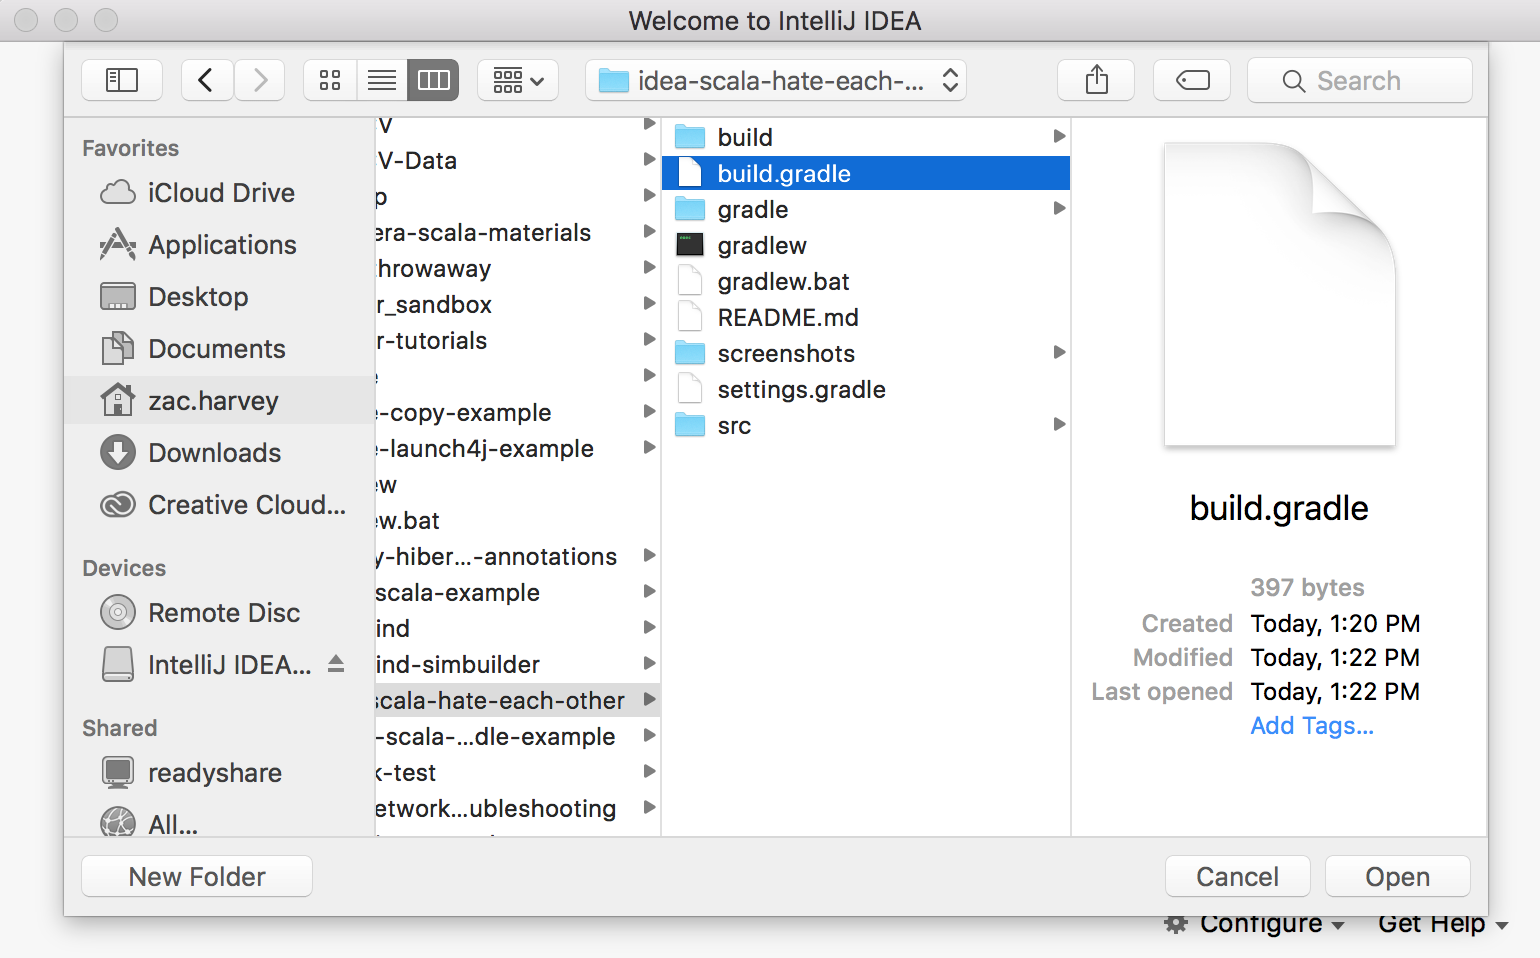 Welcome to IntelliJ IDEA
idea-scala-hate-each-...
Search
Favorites
iCloud Drive
Applications
Desktop
Documents
zac.harvey
Downloads
Creative Cloud...
Devices
Remote Disc
IntelliJ IDEA...
Shared
readyshare
All...
V
V-Data
p
era-scala-materials
throwaway
r_sandbox
r-tutorials
e
e-copy-example
e-launch4j-example
ew
ew.bat
y-hiber...-annotations
scala-example
ind
ind-simbuilder
scala-hate-each-other
-scala-...dle-example
k-test
etwork...ubleshooting
build
build.gradle
gradle
gradlew
gradlew.bat
README.md
screenshots
settings.gradle
src
build.gradle
397 bytes
Created Today, 1:20 PM
Modified Today, 1:22 PM
Last opened Today, 1:22 PM
Add Tags...
New Folder
Cancel
Open
Configure
Get Help